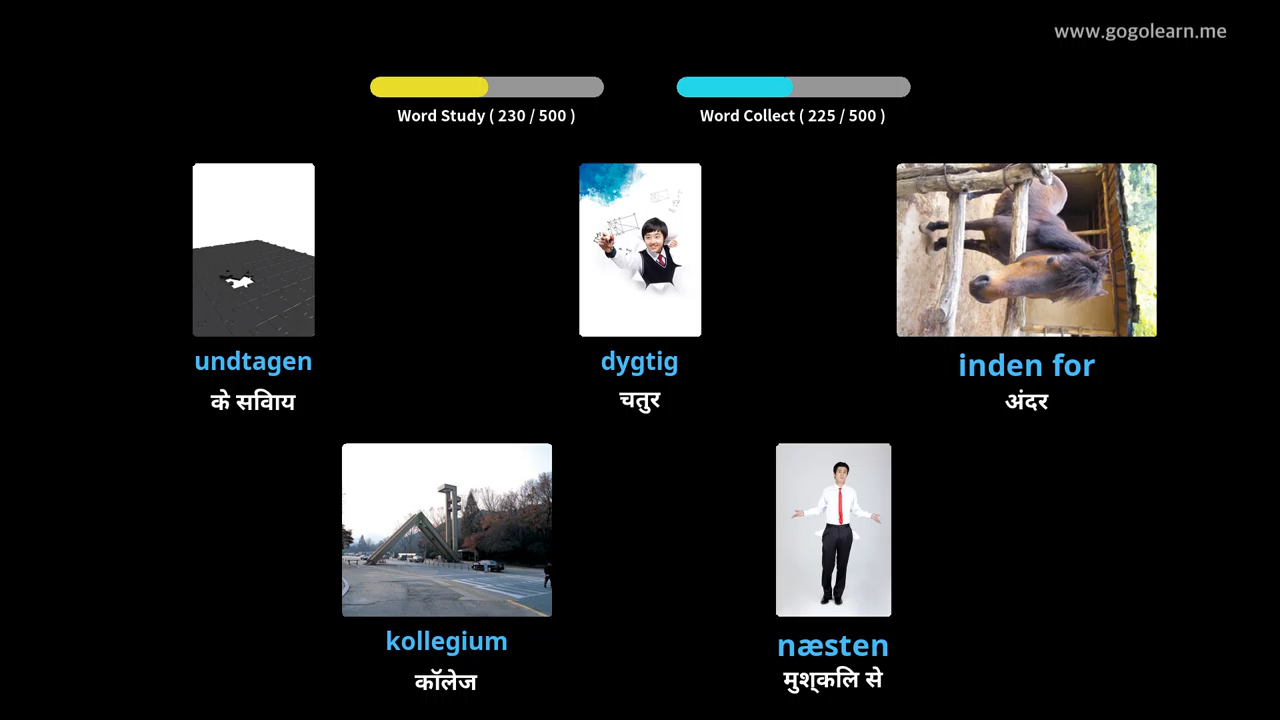 www.gogolearn.me
Word Study ( 230 / 500 )
Word Collect ( 225 / 500 )
undtagen
के सिवाय
dygtig
चतुर
inden for
अंदर
kollegium
कॉलेज
næsten
मुश्किल से